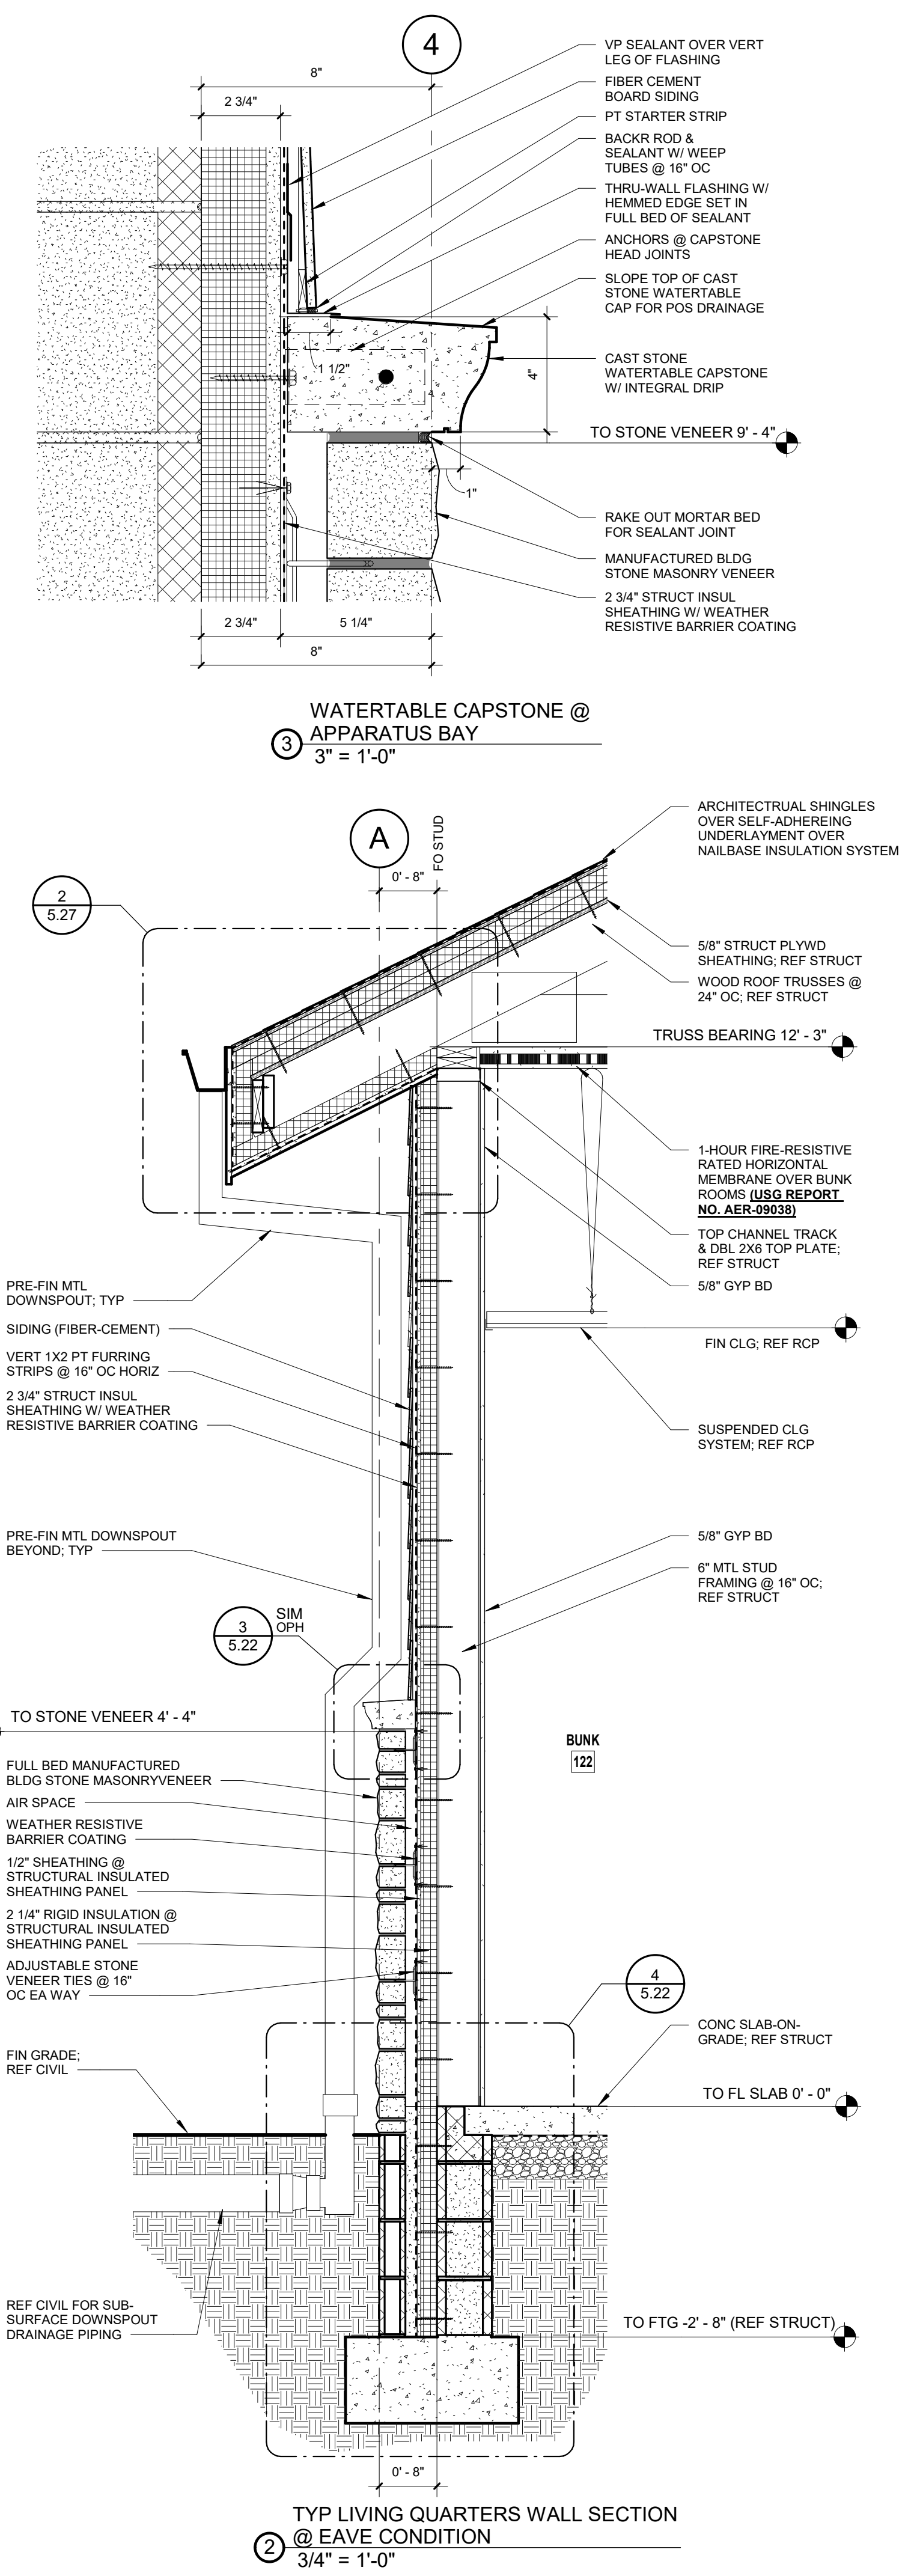 4
8"
2 3/4"
VP SEALANT OVER VERT
LEG OF FLASHING
FIBER CEMENT
BOARD SIDING
PT STARTER STRIP
BACKR ROD &
SEALANT W/ WEEP
TUBES @ 16" OC
THRU-WALL FLASHING W/
HEMMED EDGE SET IN
FULL BED OF SEALANT
ANCHORS @ CAPSTONE
HEAD JOINTS
SLOPE TOP OF CAST
STONE WATERTABLE
CAP FOR POS DRAINAGE
1 1/2"
4"
CAST STONE
WATERTABLE CAPSTONE
W/ INTEGRAL DRIP
TO STONE VENEER 9' - 4"
1"
RAKE OUT MORTAR BED
FOR SEALANT JOINT
MANUFACTURED BLDG
STONE MASONRY VENEER
2 3/4" STRUCT INSUL
SHEATHING W/ WEATHER
RESISTIVE BARRIER COATING
2 3/4"
5 1/4"
8"
WATERTABLE CAPSTONE @
APPARATUS BAY
3
3" = 1'-0"
A
FO STUD
0' - 8"
2
5.27
ARCHITECTRUAL SHINGLES
OVER SELF-ADHEREING
UNDERLAYMENT OVER
NAILBASE INSULATION SYSTEM
5/8" STRUCT PLYWD
SHEATHING; REF STRUCT
WOOD ROOF TRUSSES @
24" OC; REF STRUCT
TRUSS BEARING 12' - 3"
1-HOUR FIRE-RESISTIVE
RATED HORIZONTAL
MEMBRANE OVER BUNK
ROOMS (USG REPORT
NO. AER-09038)
TOP CHANNEL TRACK
& DBL 2X6 TOP PLATE;
REF STRUCT
5/8" GYP BD
PRE-FIN MTL
DOWNSPOUT; TYP
SIDING (FIBER-CEMENT)
VERT 1X2 PT FURRING
STRIPS @ 16" OC HORIZ
2 3/4" STRUCT INSUL
SHEATHING W/ WEATHER
RESISTIVE BARRIER COATING
FIN CLG; REF RCP
SUSPENDED CLG
SYSTEM; REF RCP
PRE-FIN MTL DOWNSPOUT
BEYOND; TYP
5/8" GYP BD
6" MTL STUD
FRAMING @ 16" OC;
REF STRUCT
3
5.22
SIM
OPH
TO STONE VENEER 4' - 4"
BUNK
122
FULL BED MANUFACTURED
BLDG STONE MASONRYVENEER
AIR SPACE
WEATHER RESISTIVE
BARRIER COATING
1/2" SHEATHING @
STRUCTURAL INSULATED
SHEATHING PANEL
2 1/4" RIGID INSULATION @
STRUCTURAL INSULATED
SHEATHING PANEL
ADJUSTABLE STONE
VENEER TIES @ 16"
OC EA WAY
4
5.22
CONC SLAB-ON-
GRADE; REF STRUCT
FIN GRADE;
REF CIVIL
TO FL SLAB 0' - 0"
REF CIVIL FOR SUB-
SURFACE DOWNSPOUT
DRAINAGE PIPING
TO FTG -2' - 8" (REF STRUCT)
0' - 8"
TYP LIVING QUARTERS WALL SECTION
@ EAVE CONDITION
2
3/4" = 1'-0"